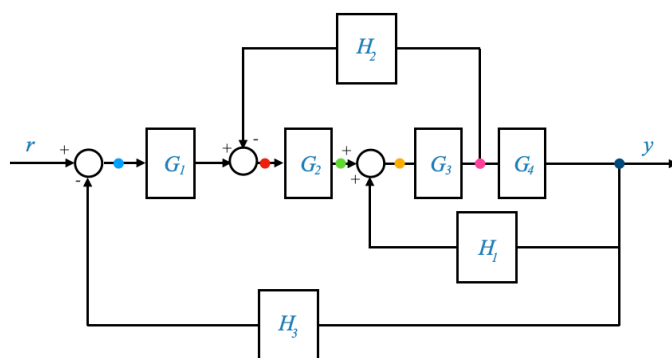 H₂
r
+
-
G₁
+
-
G₂
+
+
G₃
G₄
y
H₁
H₃